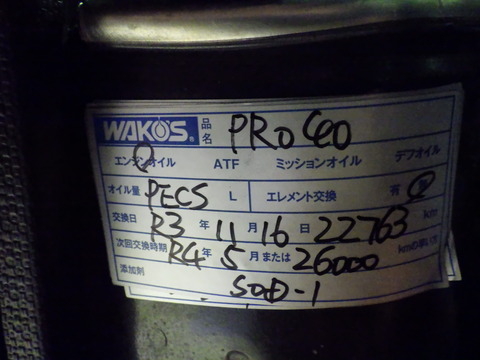 WAKO'S 品名 PRO 40
エンジンオイル ATF ミッションオイル デフオイル
オイル量 PECS L エレメント交換 有
交換日 R3 年 11 月 16 日 22763 km
次回交換時期 R4 年 5 月または 26000
添加剤 SOD-1